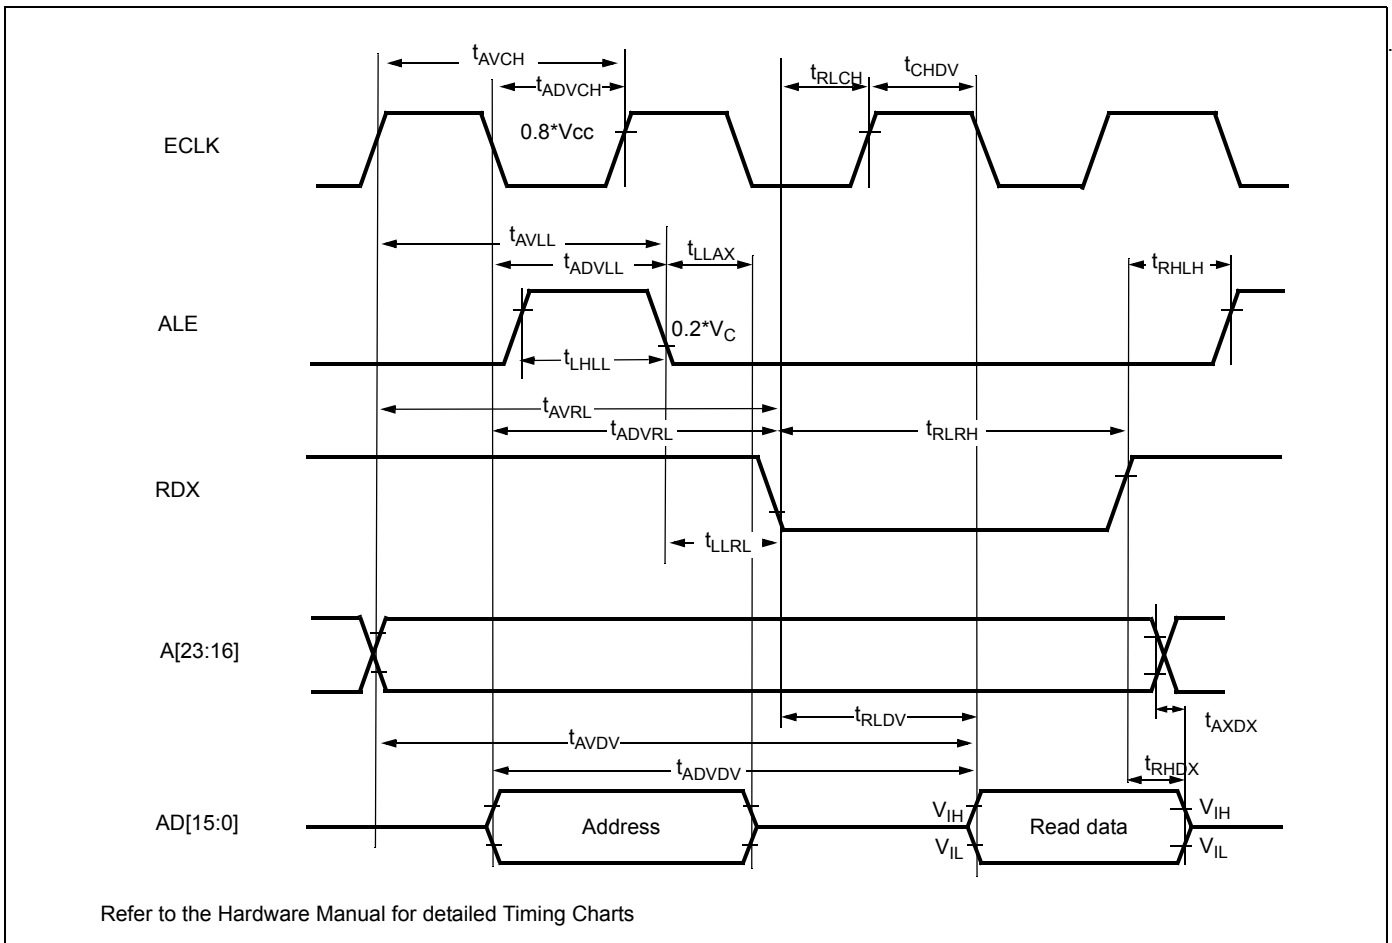 tAVCH
tRLCH
tCHDV
tADVCH
ECLK
0.8*Vcc
tAVLL
tLLAX
tADVLL
tRHLH
ALE
0.2*VC
tLHLL
tAVRL
tADVRL
tRLRH
RDX
tLLRL
A[23:16]
tRLDV
tAXDX
tAVDV
tADVDV
tRHDX
AD[15:0]
Address
VIH
Read data
VIH
VIL
VIL
Refer to the Hardware Manual for detailed Timing Charts